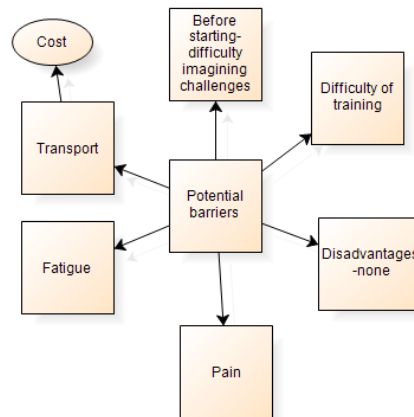 Before
starting-
difficulty
imagining
challenges
Cost
Difficulty of
training
Transport
Potential
barriers
Fatigue
Disadvantages
-none
Pain